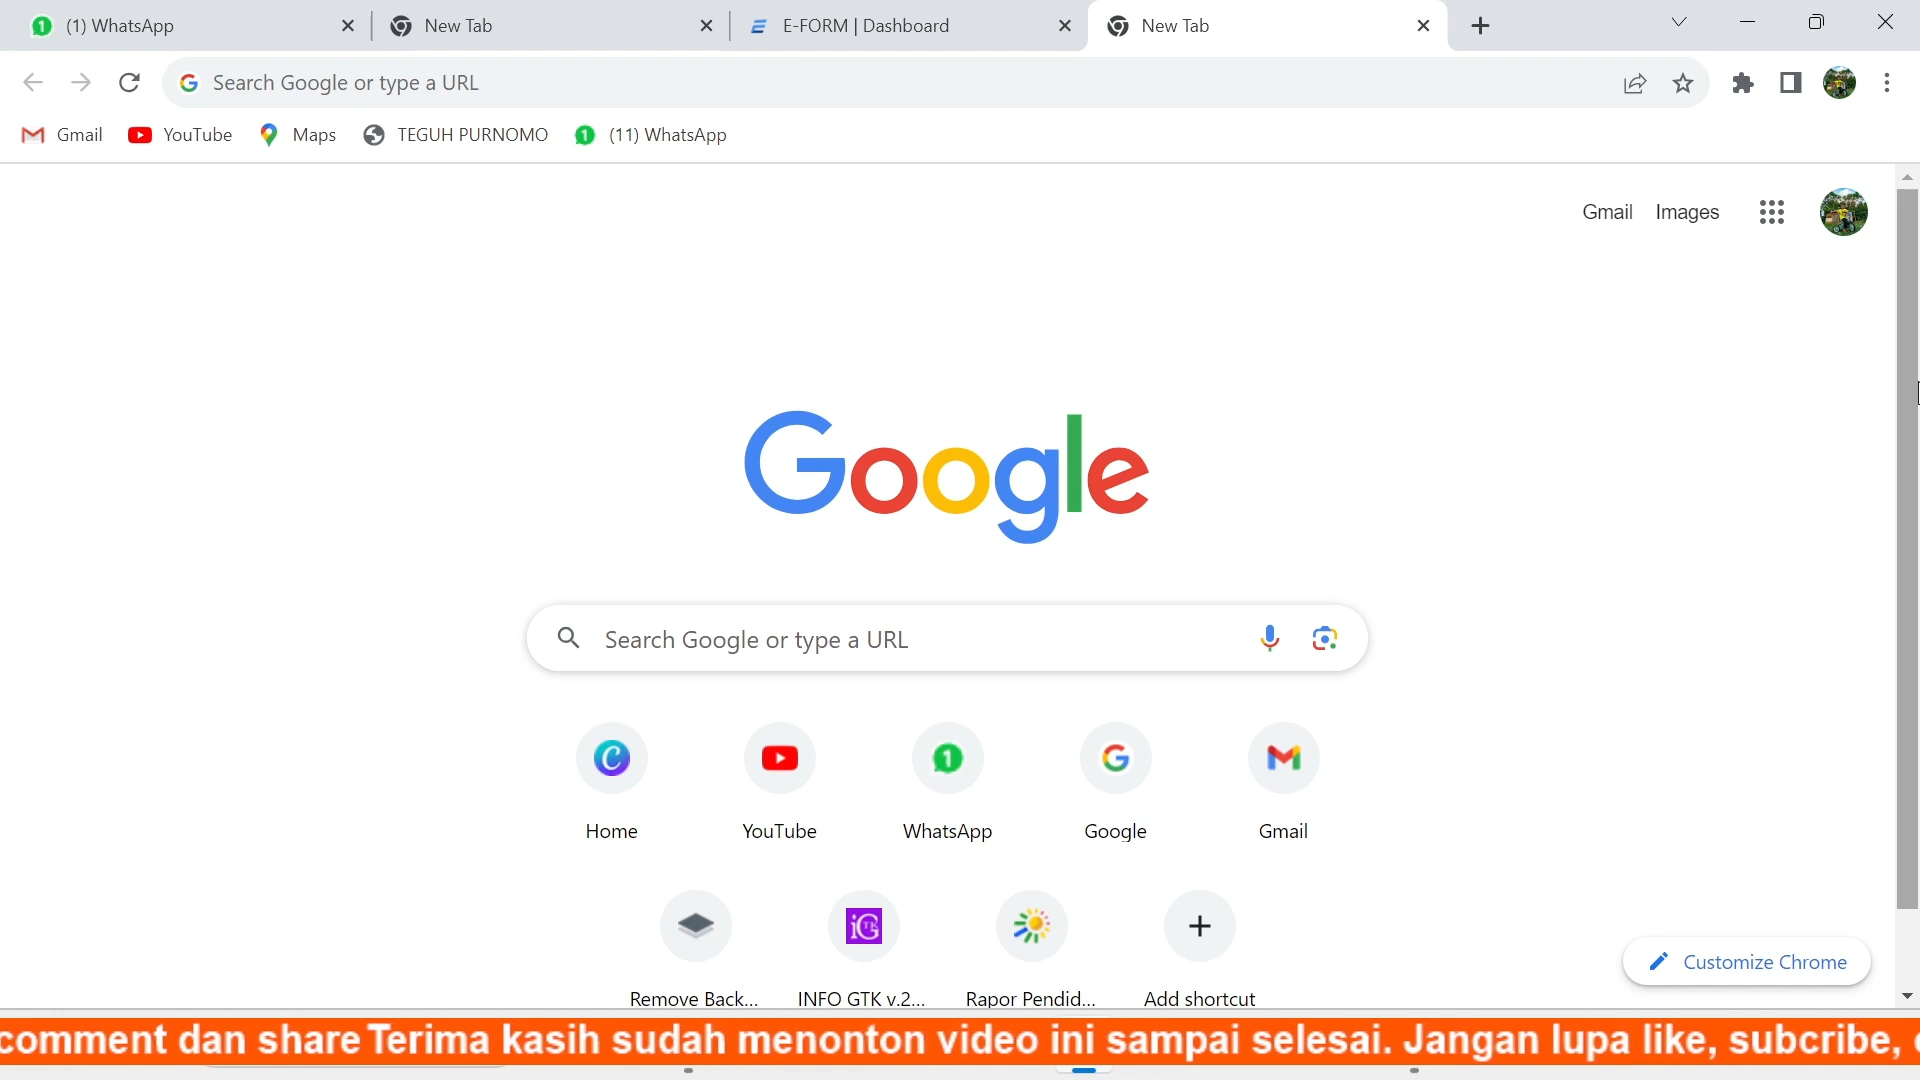 (1) WhatsApp
New Tab
E-FORM | Dashboard
New Tab
Search Google or type a URL
Gmail
YouTube
Maps
TEGUH PURNOMO
(11) WhatsApp
Gmail
Images
Google
Search Google or type a URL
Home
YouTube
WhatsApp
Google
Gmail
Remove Back...
INFO GTK v.2...
Rapor Pendid...
Add shortcut
Customize Chrome
comment dan share Terima kasih sudah menonton video ini sampai selesai. Jangan lupa like, subcribe,